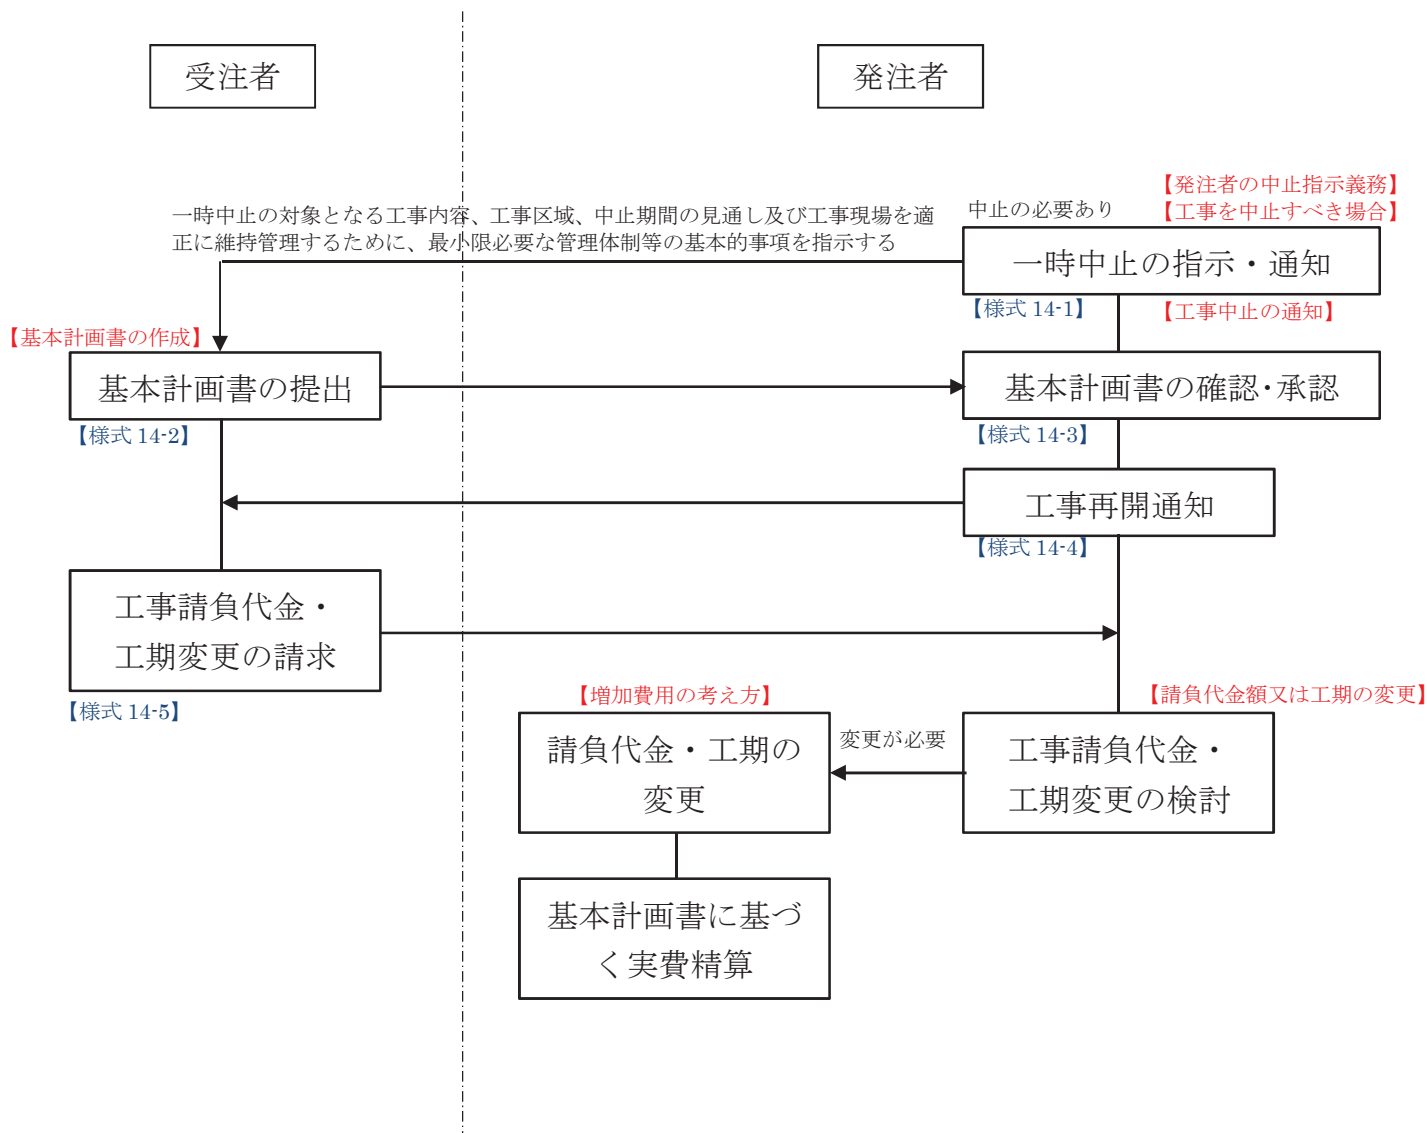 受注者
発注者
【発注者の中止指示義務】
中止の必要あり
【工事を中止すべき場合】
一時中止の対象となる工事内容、工事区域、中止期間の見通し及び工事現場を適
正に維持管理するために、最小限必要な管理体制等の基本的事項を指示する
一時中止の指示・通知
【様式 14-1】
【工事中止の通知】
【基本計画書の作成】
基本計画書の提出
【様式 14-2】
基本計画書の確認・承認
【様式 14-3】
工事再開通知
【様式 14-4】
工事請負代金・
工期変更の請求
【様式 14-5】
【請負代金額又は工期の変更】
工事請負代金・
工期変更の検討
変更が必要
【増加費用の考え方】
請負代金・工期の
変更
基本計画書に基づ
く実費精算